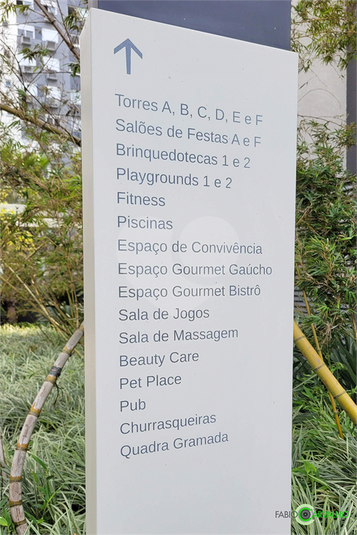 Torres A, B, C, D, E e F
Salões de Festas A e F
Brinquedotecas 1 e 2
Playgrounds 1 e 2
Fitness
Piscinas
Espaço de Convivência
Espaço Gourmet Gaúcho
Espaço Gourmet Bistrô
Sala de Jogos
Sala de Massagem
Beauty Care
Pet Place
Pub
Churrasqueiras
Quadra Gramada
FABIO